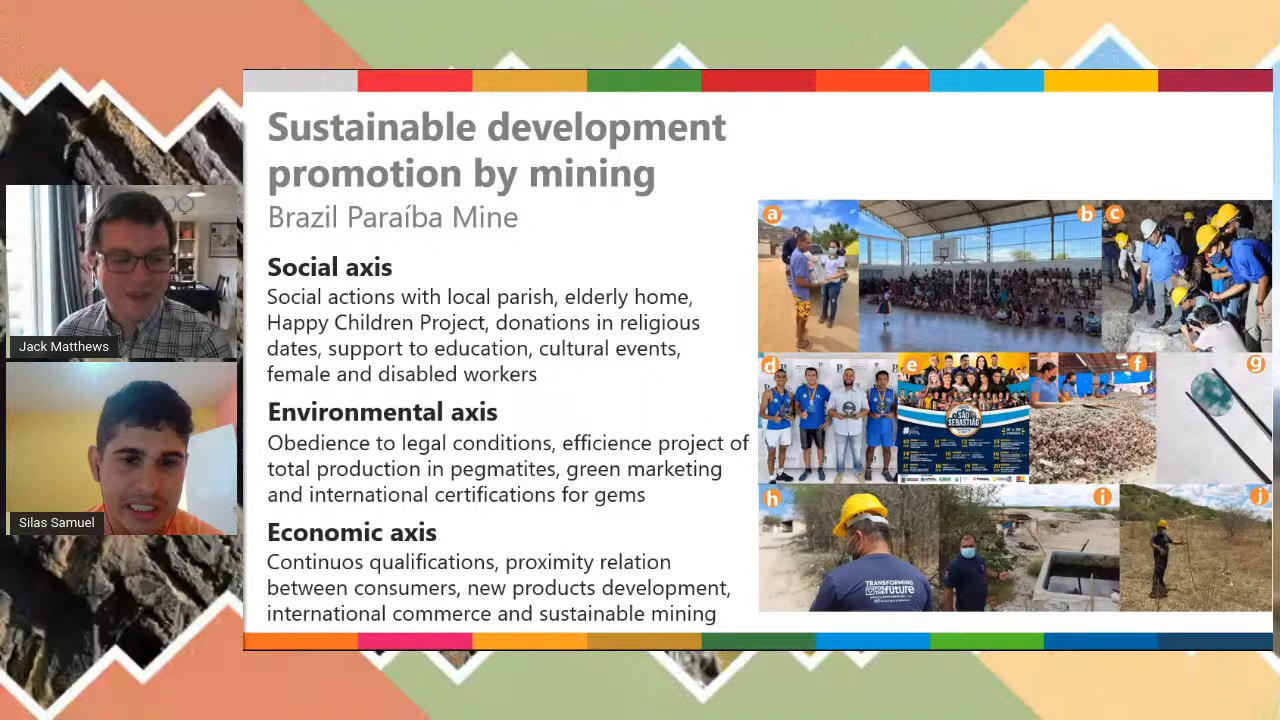 Sustainable development
promotion by mining
Brazil Paraíba Mine
Social axis
Social actions with local parish, elderly home,
Happy Children Project, donations in religious
dates, support to education, cultural events,
female and disabled workers
Environmental axis
Obedience to legal conditions, efficience project of
total production in pegmatites, green marketing
and international certifications for gems
Economic axis
Continuos qualifications, proximity relation
between consumers, new products development,
international commerce and sustainable mining
Jack Matthews
Silas Samuel
a
b
c
d
e
f
g
SÃO
SEBASTIÃO
h
i
j
TRANSFORMING
FOR THE
future